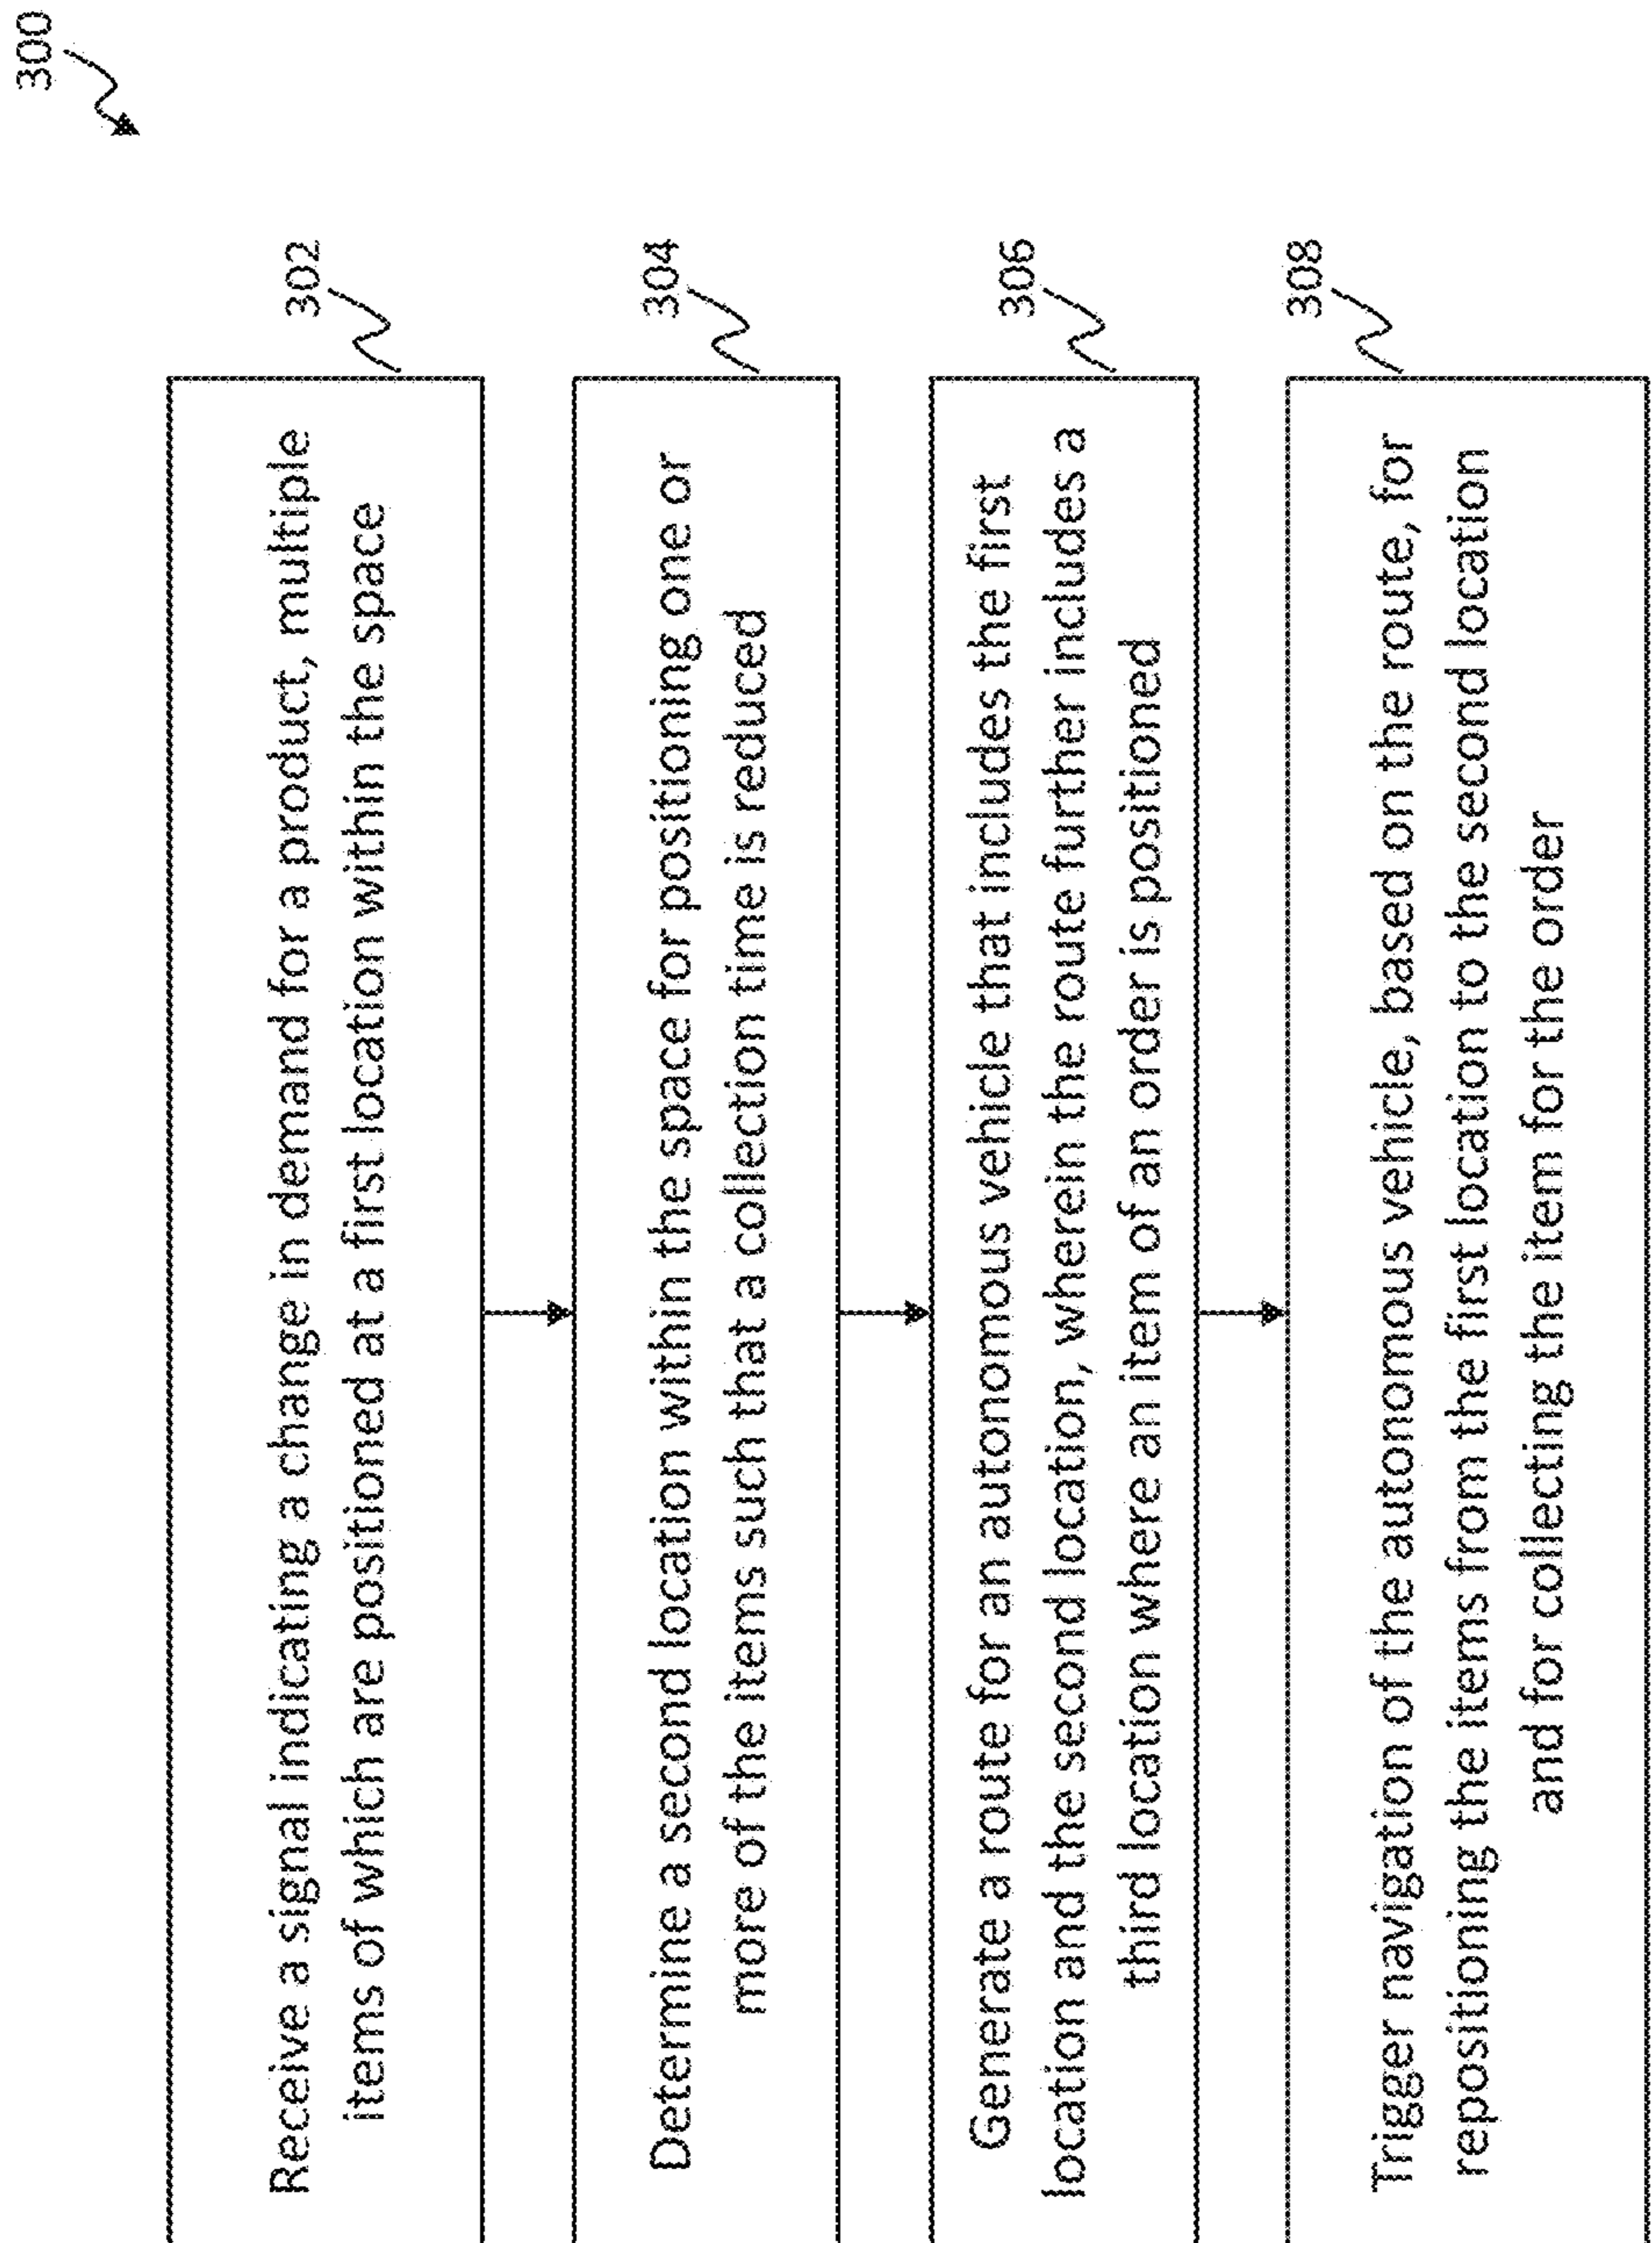 300
302
Receive a signal indicating a change in demand for a product, multiple
items of which are positioned at a first location within the space
304
Determine a second location within the space for positioning one or
more of the items such that a collection time is reduced
306
Generate a route for an autonomous vehicle that includes the first
location and the second location, wherein the route further includes a
third location where an item of an order is positioned
308
Trigger navigation of the autonomous vehicle, based on the route, for
repositioning the items from the first location to the second location
and for collecting the item for the order